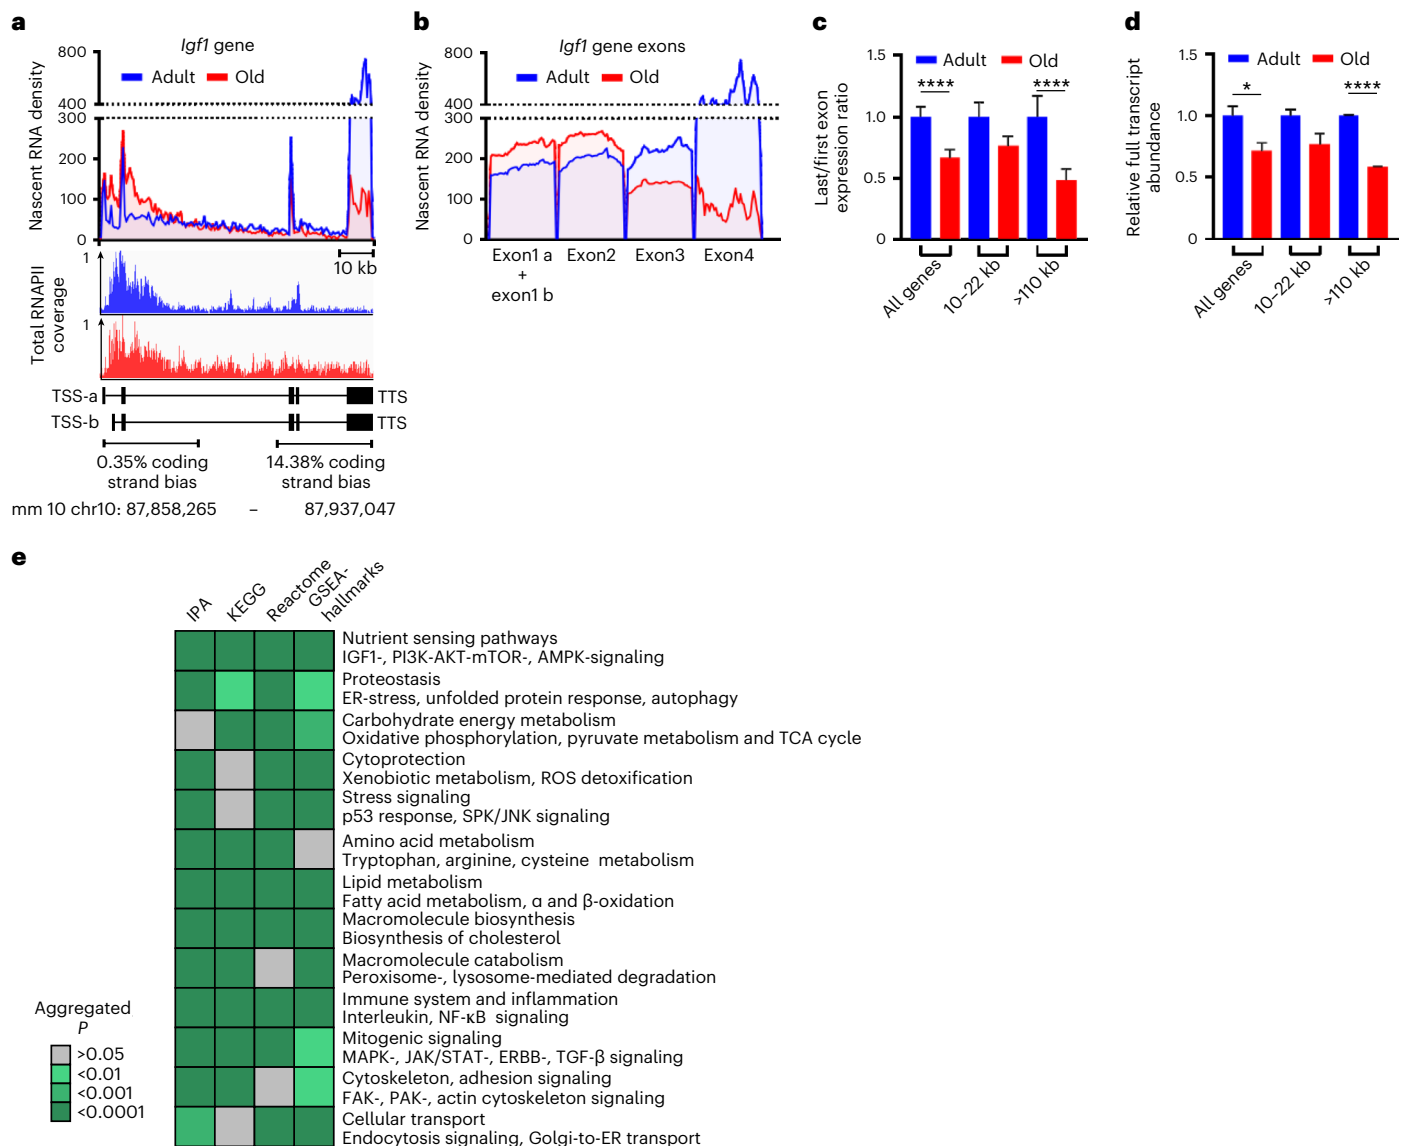 a
Igf1 gene
Adult Old
Nascent RNA density
800
400
300
200
100
0
10 kb
Total RNAPII
coverage
1
1
TSS-a TTS
TSS-b TTS
0.35% coding
strand bias
14.38% coding
strand bias
mm 10 chr10: 87,858,265 – 87,937,047
b
Igf1 gene exons
Adult Old
Nascent RNA density
800
400
300
200
100
0
Exon1 a
+
exon1 b
Exon2
Exon3
Exon4
c
Adult Old
Last/first exon
expression ratio
1.5
1.0
0.5
0
**** ****
All genes
10–22 kb
>110 kb
d
Adult Old
Relative full transcript
abundance
1.5
1.0
0.5
0
* ****
All genes
10–22 kb
>110 kb
e
IPA
KEGG
Reactome
GSEA-
hallmarks
Nutrient sensing pathways
IGF1-, PI3K-AKT-mTOR-, AMPK-signaling
Proteostasis
ER-stress, unfolded protein response, autophagy
Carbohydrate energy metabolism
Oxidative phosphorylation, pyruvate metabolism and TCA cycle
Cytoprotection
Xenobiotic metabolism, ROS detoxification
Stress signaling
p53 response, SPK/JNK signaling
Amino acid metabolism
Tryptophan, arginine, cysteine metabolism
Lipid metabolism
Fatty acid metabolism, α and β-oxidation
Macromolecule biosynthesis
Biosynthesis of cholesterol
Macromolecule catabolism
Peroxisome-, lysosome-mediated degradation
Immune system and inflammation
Interleukin, NF-κB signaling
Mitogenic signaling
MAPK-, JAK/STAT-, ERBB-, TGF-β signaling
Cytoskeleton, adhesion signaling
FAK-, PAK-, actin cytoskeleton signaling
Cellular transport
Endocytosis signaling, Golgi-to-ER transport
Aggregated
P
>0.05
<0.01
<0.001
<0.0001